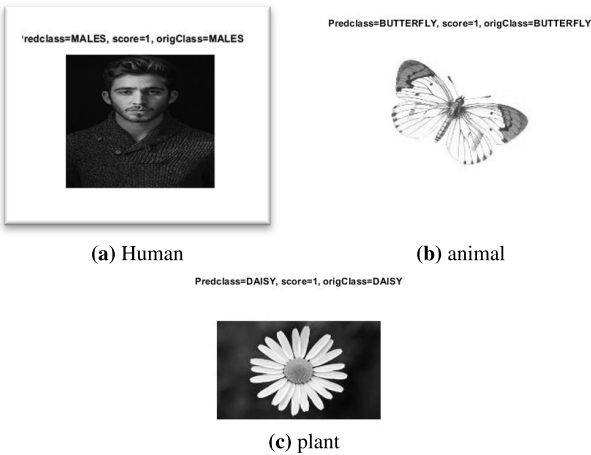 redclass=MALES, score=1, origClass=MALES
Predclass=BUTTERFLY, score=1, origClass=BUTTERFLY
(a) Human
(b) animal
Predclass=DAISY, score=1, origClass=DAISY
(c) plant